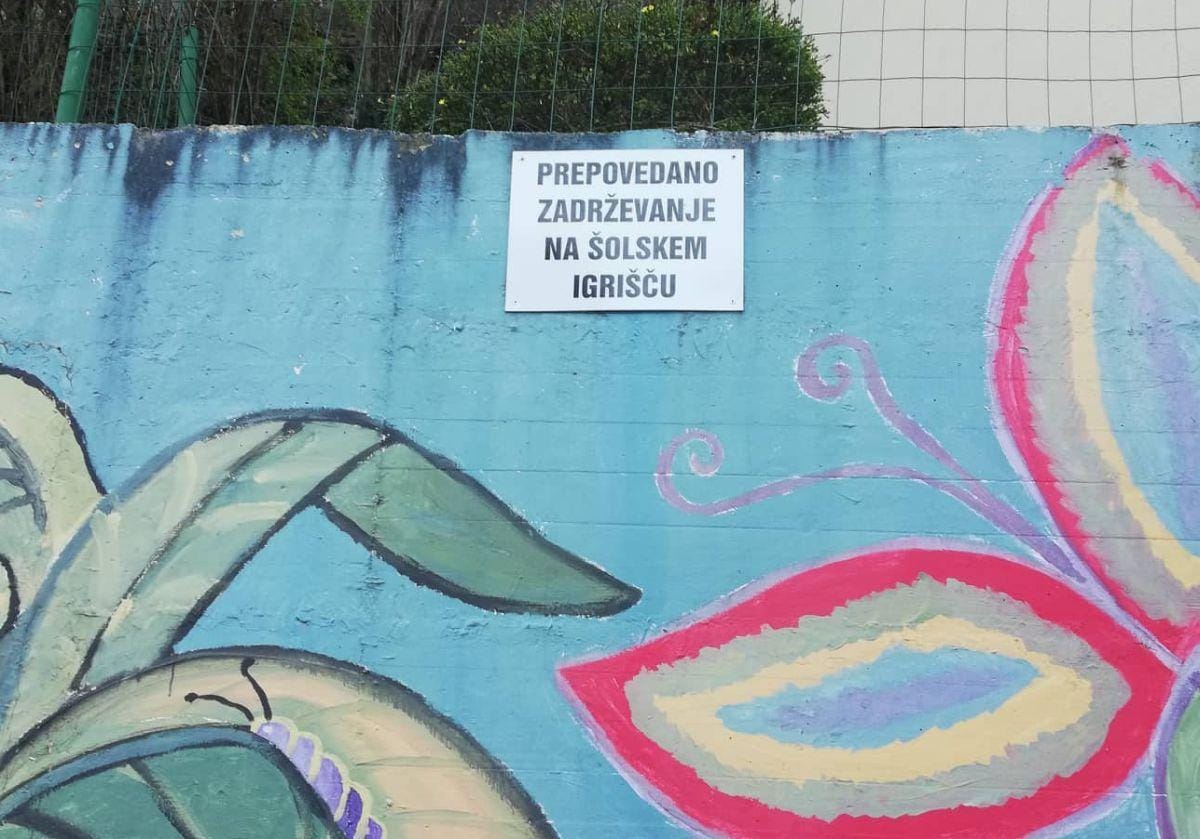 PREPOVEDANO
ZADRŽEVANJE
NA ŠOLSKEM
IGRIŠČU